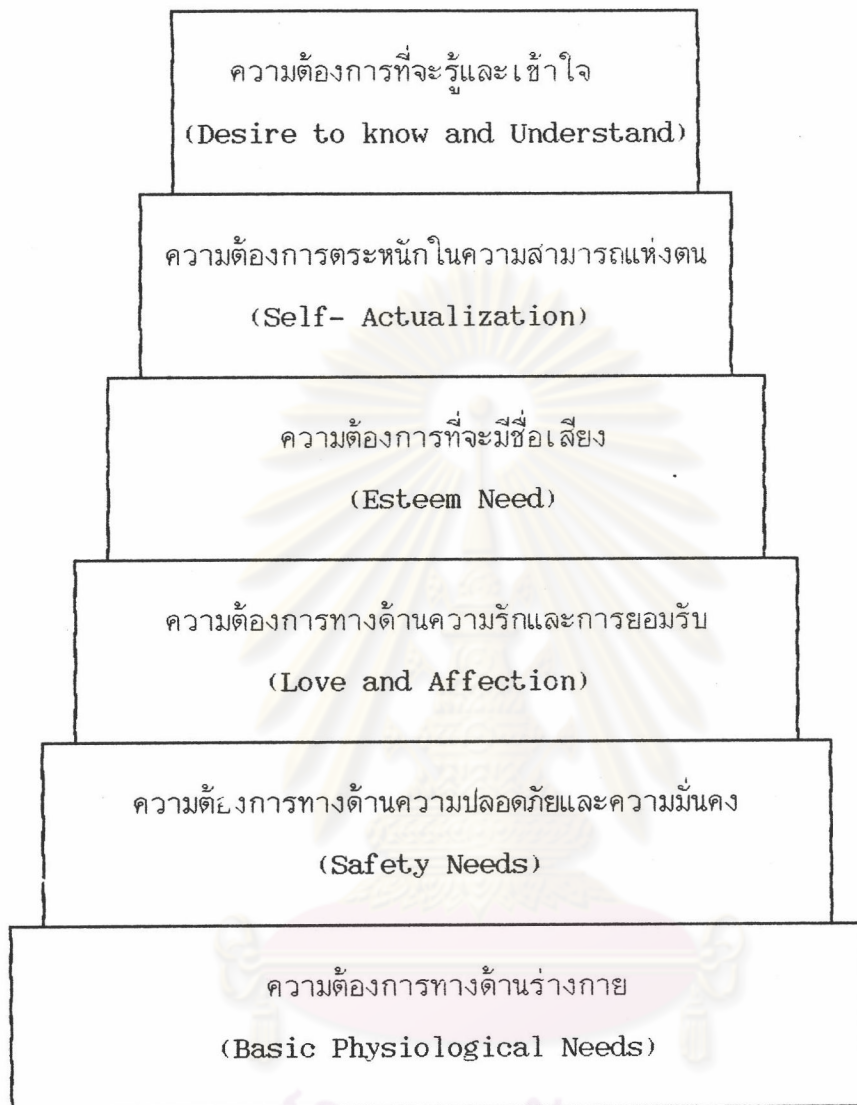 ความต้องการที่จะรู้และเข้าใจ
(Desire to know and Understand)
ความต้องการตระหนักในความสามารถแห่งตน
(Self- Actualization)
ความต้องการที่จะมีชื่อเสียง
(Esteem Need)
ความต้องการทางด้านความรักและการยอมรับ
(Love and Affection)
ความต้องการทางด้านความปลอดภัยและความมั่นคง
(Safety Needs)
ความต้องการทางด้านร่างกาย
(Basic Physiological Needs)